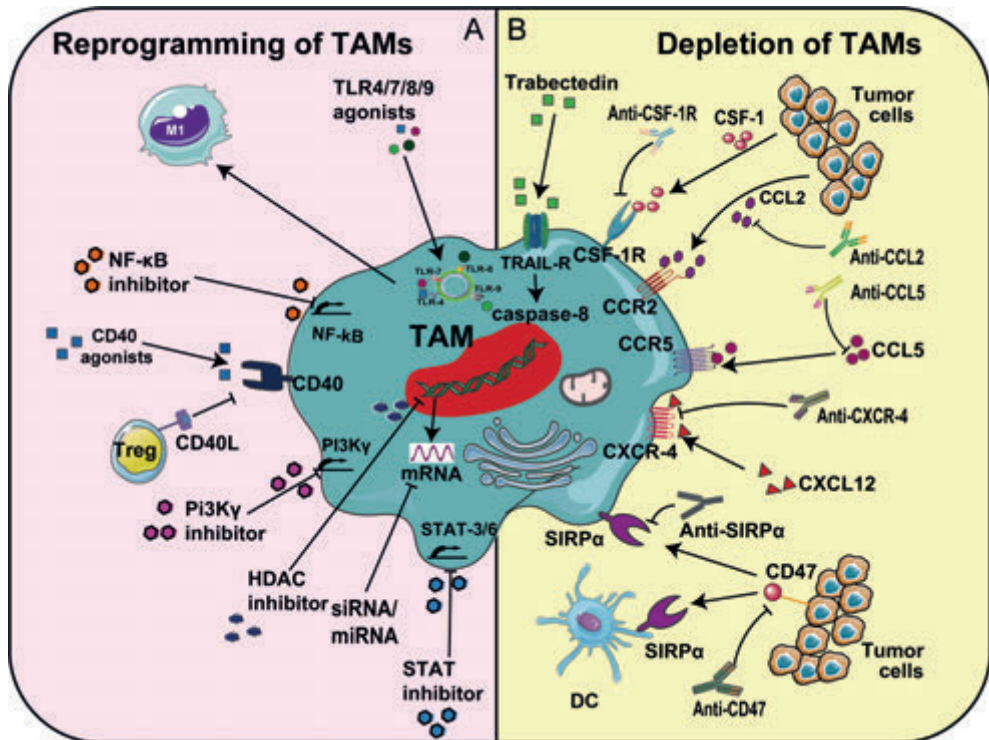 A
B
Reprogramming of TAMs
Depletion of TAMs
M1
TLR4/7/8/9
agonists
NF-κB
inhibitor
NF-kB
CD40
agonists
CD40
CD40L
Treg
PI3Kγ
Pi3Kγ
inhibitor
HDAC
inhibitor
siRNA/
miRNA
STAT
inhibitor
STAT-3/6
mRNA
TAM
TLR-7
TLR-8
TLR-4
TLR-9
caspase-8
TRAIL-R
Trabectedin
Anti-CSF-1R
CSF-1
CSF-1R
Tumor
cells
CCL2
CCR2
Anti-CCL2
Anti-CCL5
CCR5
CCL5
Anti-CXCR-4
CXCR-4
CXCL12
SIRPα
Anti-SIRPα
CD47
SIRPα
DC
Anti-CD47
Tumor
cells